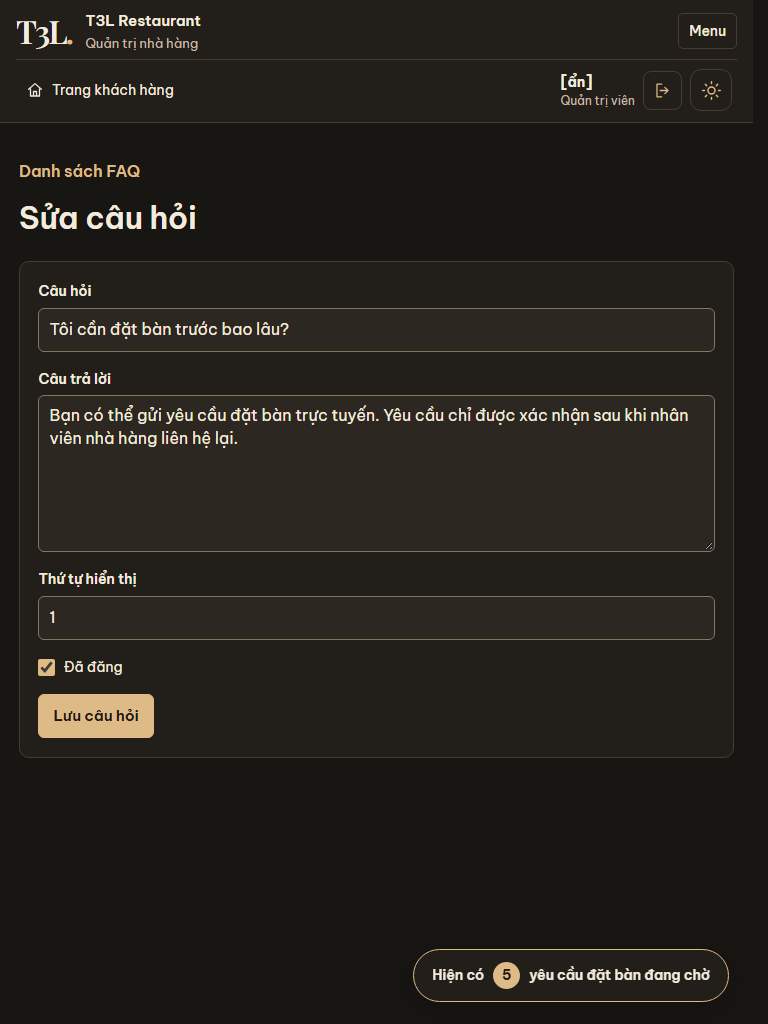 T3L.
T3L Restaurant
Quản trị nhà hàng
Menu
Trang khách hàng
[ẩn]
Quản trị viên
Danh sách FAQ
Sửa câu hỏi
Câu hỏi
Tôi cần đặt bàn trước bao lâu?
Câu trả lời
Bạn có thể gửi yêu cầu đặt bàn trực tuyến. Yêu cầu chỉ được xác nhận sau khi nhân
viên nhà hàng liên hệ lại.
Thứ tự hiển thị
1
Đã đăng
Lưu câu hỏi
Hiện có 5 yêu cầu đặt bàn đang chờ